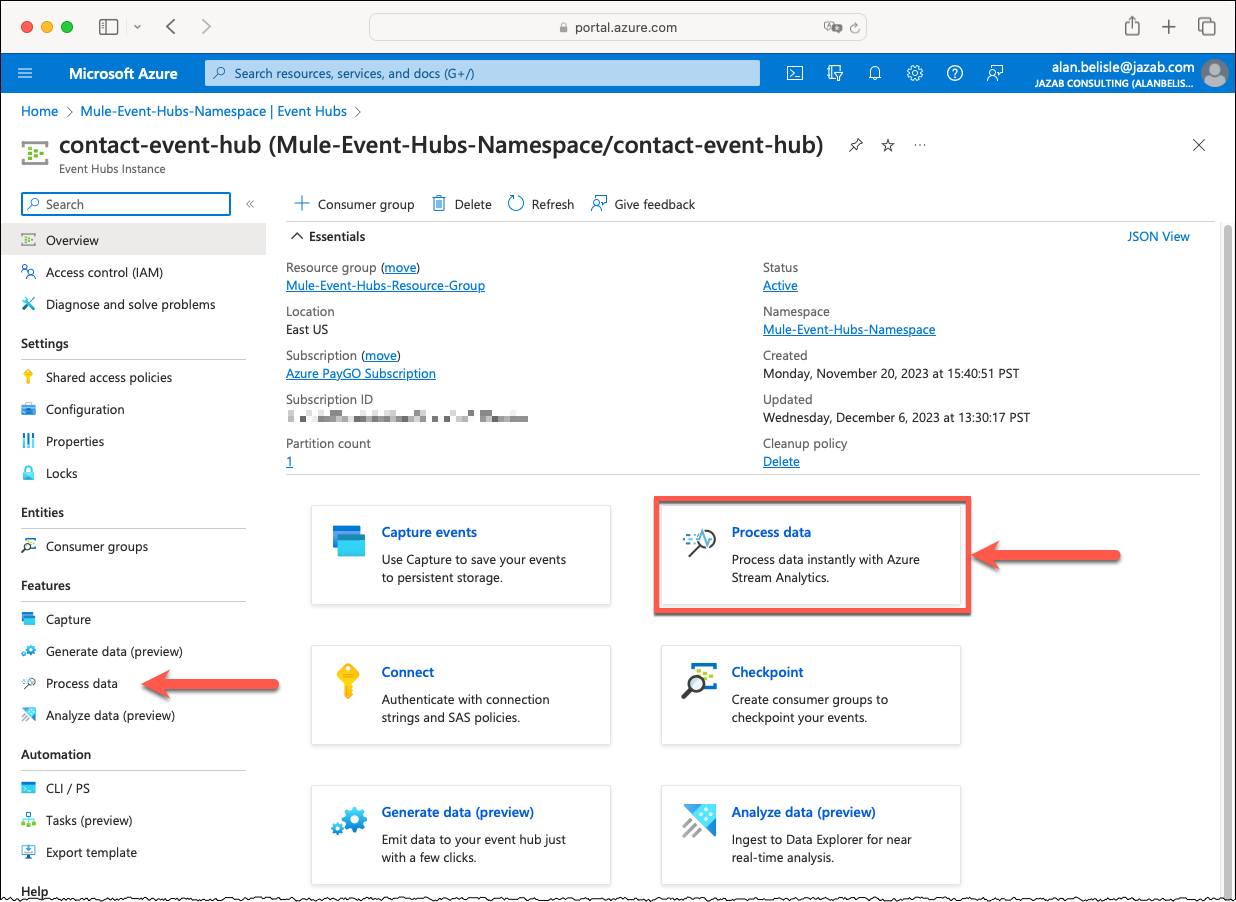 portal.azure.com
Microsoft Azure
Search resources, services, and docs (G+/)
alan.belisle@jazab.com
JAZAB CONSULTING (ALANBELIS...
Home > Mule-Event-Hubs-Namespace | Event Hubs >
contact-event-hub (Mule-Event-Hubs-Namespace/contact-event-hub)
Event Hubs Instance
Search
Overview
Access control (IAM)
Diagnose and solve problems
Settings
Shared access policies
Configuration
Properties
Locks
Entities
Consumer groups
Features
Capture
Generate data (preview)
Process data
Analyze data (preview)
Automation
CLI / PS
Tasks (preview)
Export template
Help
Consumer group
Delete
Refresh
Give feedback
Essentials
JSON View
Resource group (move)
Mule-Event-Hubs-Resource-Group
Location
East US
Subscription (move)
Azure PayGO Subscription
Subscription ID
Partition count
1
Status
Active
Namespace
Mule-Event-Hubs-Namespace
Created
Monday, November 20, 2023 at 15:40:51 PST
Updated
Wednesday, December 6, 2023 at 13:30:17 PST
Cleanup policy
Delete
Capture events
Use Capture to save your events
to persistent storage.
Process data
Process data instantly with Azure
Stream Analytics.
Connect
Authenticate with connection
strings and SAS policies.
Checkpoint
Create consumer groups to
checkpoint your events.
Generate data (preview)
Emit data to your event hub just
with a few clicks.
Analyze data (preview)
Ingest to Data Explorer for near
real-time analysis.